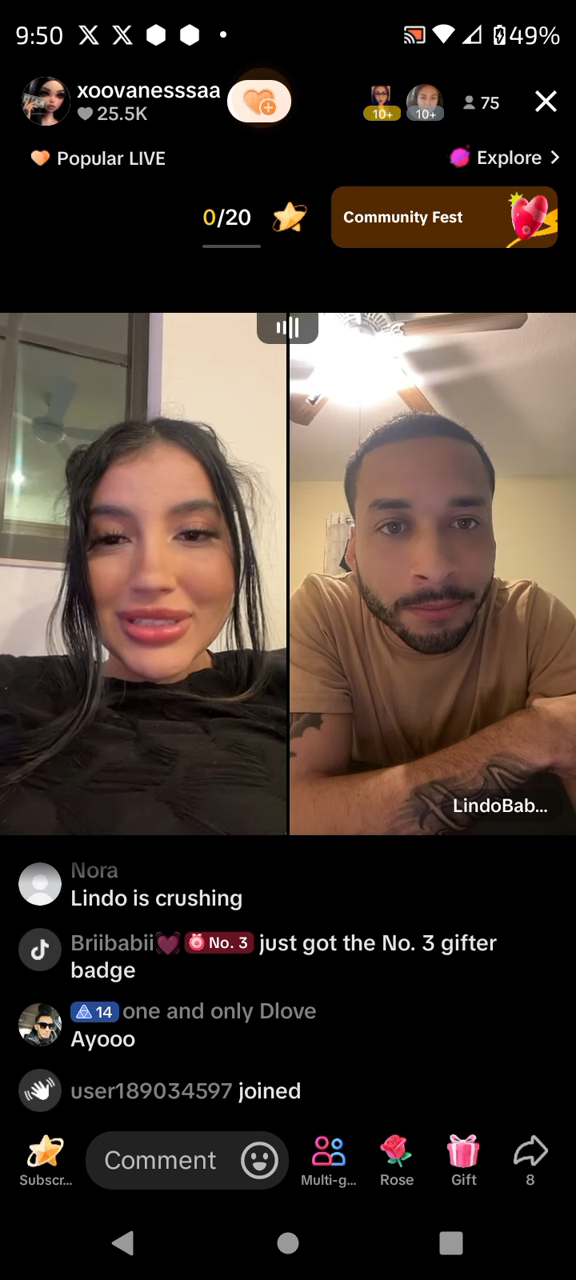 9:50
49%
xoovanesssaa
25.5K
10+
10+
75
Popular LIVE
Explore
0/20
Community Fest
LindoBab...
Nora
Lindo is crushing
Briibabii No. 3 just got the No. 3 gifter
badge
14 one and only Dlove
Ayooo
user189034597 joined
Comment
Subscr...
Multi-g...
Rose
Gift
8